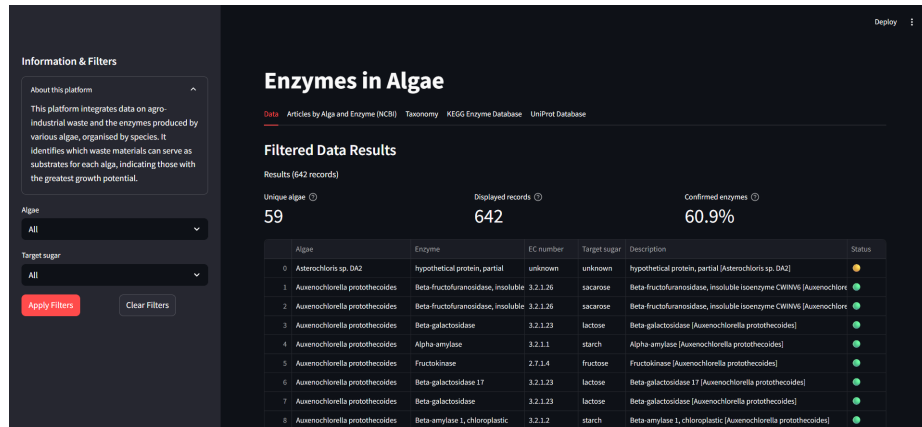 Deploy
Information & Filters
About this platform
This platform integrates data on agro-
industrial waste and the enzymes produced by
various algae, organised by species. It
identifies which waste materials can serve as
substrates for each alga, indicating those with
the greatest growth potential.
Algae
All
Target sugar
All
Apply Filters Clear Filters
Enzymes in Algae
Data Articles by Alga and Enzyme (NCBI) Taxonomy KEGG Enzyme Database UniProt Database
Filtered Data Results
Results (642 records)
Unique algae Displayed records Confirmed enzymes
59 642 60.9%
Algae Enzyme EC number Target sugar Description Status
0 Asterochloris sp. DA2 hypothetical protein, partial unknown unknown hypothetical protein, partial [Asterochloris sp. DA2]
1 Auxenochlorella protothecoides Beta-fructofuranosidase, insoluble 3.2.1.26 sacarose Beta-fructofuranosidase, insoluble isoenzyme CWINV6 [Auxenochlore
2 Auxenochlorella protothecoides Beta-fructofuranosidase, insoluble 3.2.1.26 sacarose Beta-fructofuranosidase, insoluble isoenzyme CWINV6 [Auxenochlore
3 Auxenochlorella protothecoides Beta-galactosidase 3.2.1.23 lactose Beta-galactosidase [Auxenochlorella protothecoides]
4 Auxenochlorella protothecoides Alpha-amylase 3.2.1.1 starch Alpha-amylase [Auxenochlorella protothecoides]
5 Auxenochlorella protothecoides Fructokinase 2.7.1.4 fructose Fructokinase [Auxenochlorella protothecoides]
6 Auxenochlorella protothecoides Beta-galactosidase 17 3.2.1.23 lactose Beta-galactosidase 17 [Auxenochlorella protothecoides]
7 Auxenochlorella protothecoides Beta-galactosidase 3.2.1.23 lactose Beta-galactosidase [Auxenochlorella protothecoides]
8 Auxenochlorella protothecoides Beta-amylase 1, chloroplastic 3.2.1.2 starch Beta-amylase 1, chloroplastic [Auxenochlorella protothecoides]